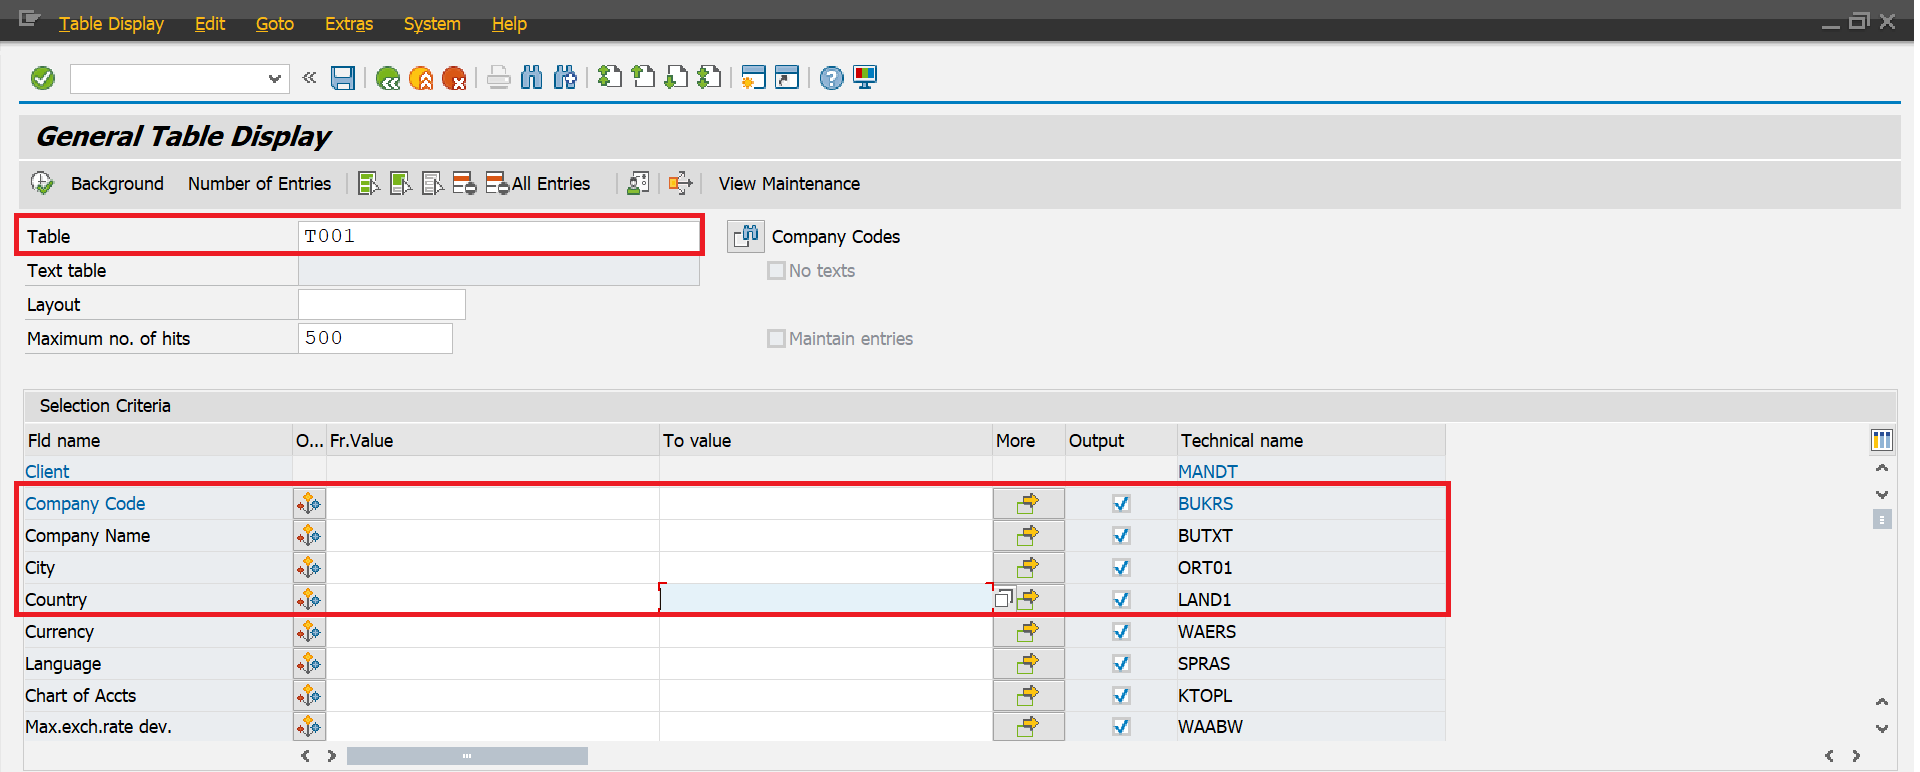 Table Display Edit Goto Extras System Help
General Table Display
Background Number of Entries All Entries View Maintenance
Table T001 Company Codes
Text table No texts
Layout
Maximum no. of hits 500 Maintain entries
Selection Criteria
Fld name O... Fr.Value To value More Output Technical name
Client MANDT
Company Code BUKRS
Company Name BUTXT
City ORT01
Country LAND1
Currency WAERS
Language SPRAS
Chart of Accts KTOPL
Max.exch.rate dev. WAABW